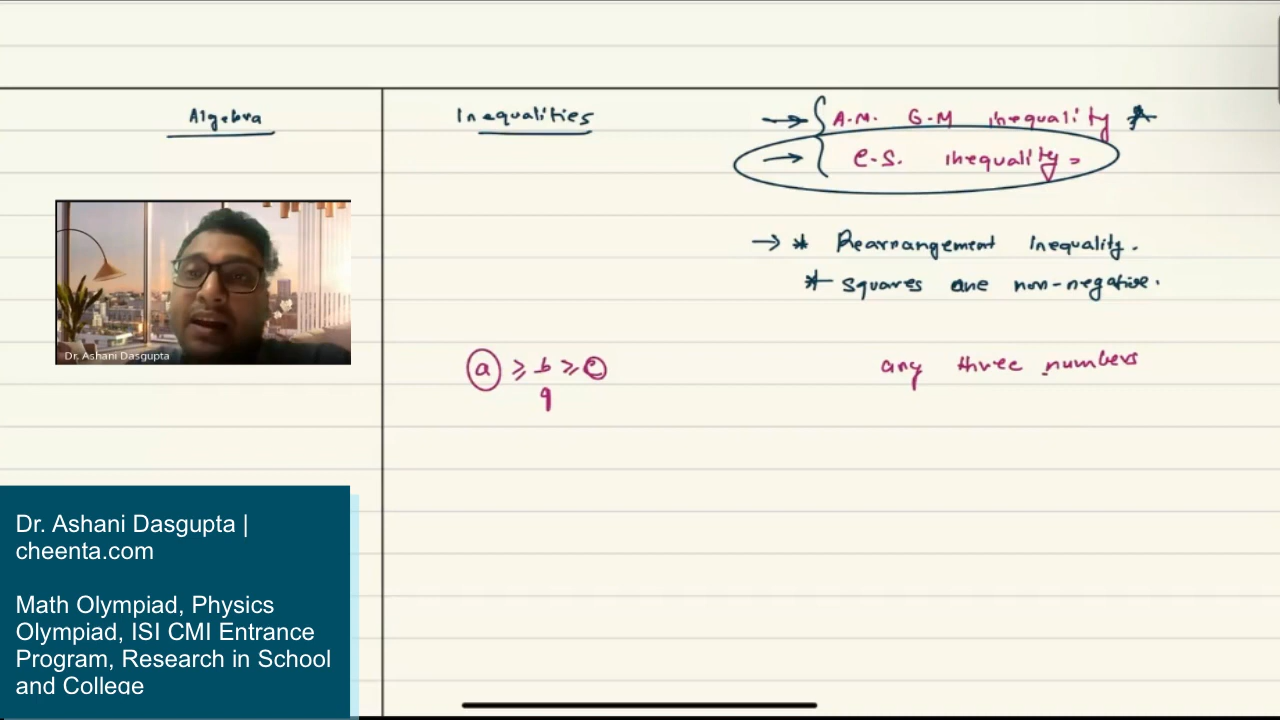 Algebra
Inequalities
→ { A.M. G.M inequality *
→ { C.S. inequality
→ * Rearrangement Inequality.
* squares are non-negative.
a ≥ b ≥ c
any three numbers
Dr. Ashani Dasgupta
Dr. Ashani Dasgupta |
cheenta.com
Math Olympiad, Physics
Olympiad, ISI CMI Entrance
Program, Research in School
and College